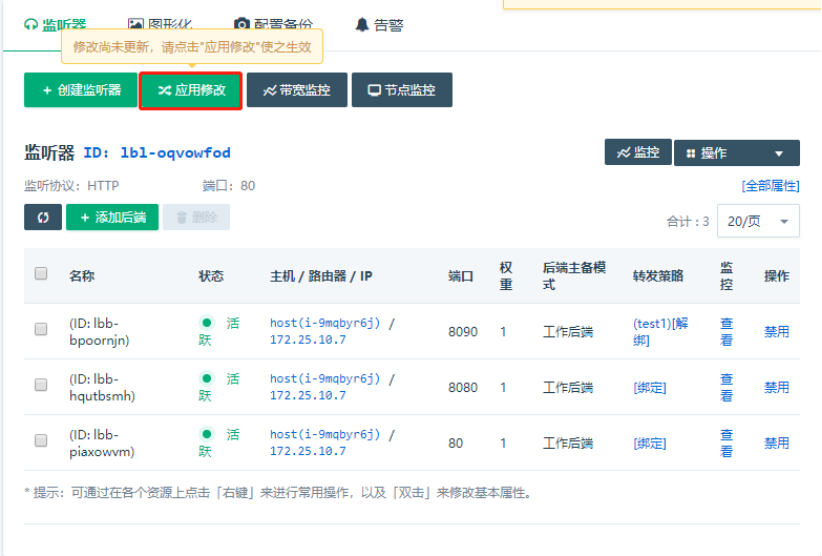 监听器 图形化 配置备份 告警
修改尚未更新，请点击"应用修改"使之生效
+ 创建监听器 应用修改 带宽监控 节点监控
监听器 ID: lbl-oqvowfod 监控 操作
监听协议：HTTP 端口：80 [全部属性]
+ 添加后端 删除 合计：3 20/页
名称 状态 主机 / 路由器 / IP 端口 权重 后端主备模式 转发策略 监控 操作
(ID: lbb-bpoornjn) 活跃 host(i-9mqbyr6j) / 172.25.10.7 8090 1 工作后端 (test1)[解绑] 查看 禁用
(ID: lbb-hqutbsmh) 活跃 host(i-9mqbyr6j) / 172.25.10.7 8080 1 工作后端 [绑定] 查看 禁用
(ID: lbb-piaxowvm) 活跃 host(i-9mqbyr6j) / 172.25.10.7 80 1 工作后端 [绑定] 查看 禁用
* 提示：可通过在各个资源上点击「右键」来进行常用操作，以及「双击」来修改基本属性。